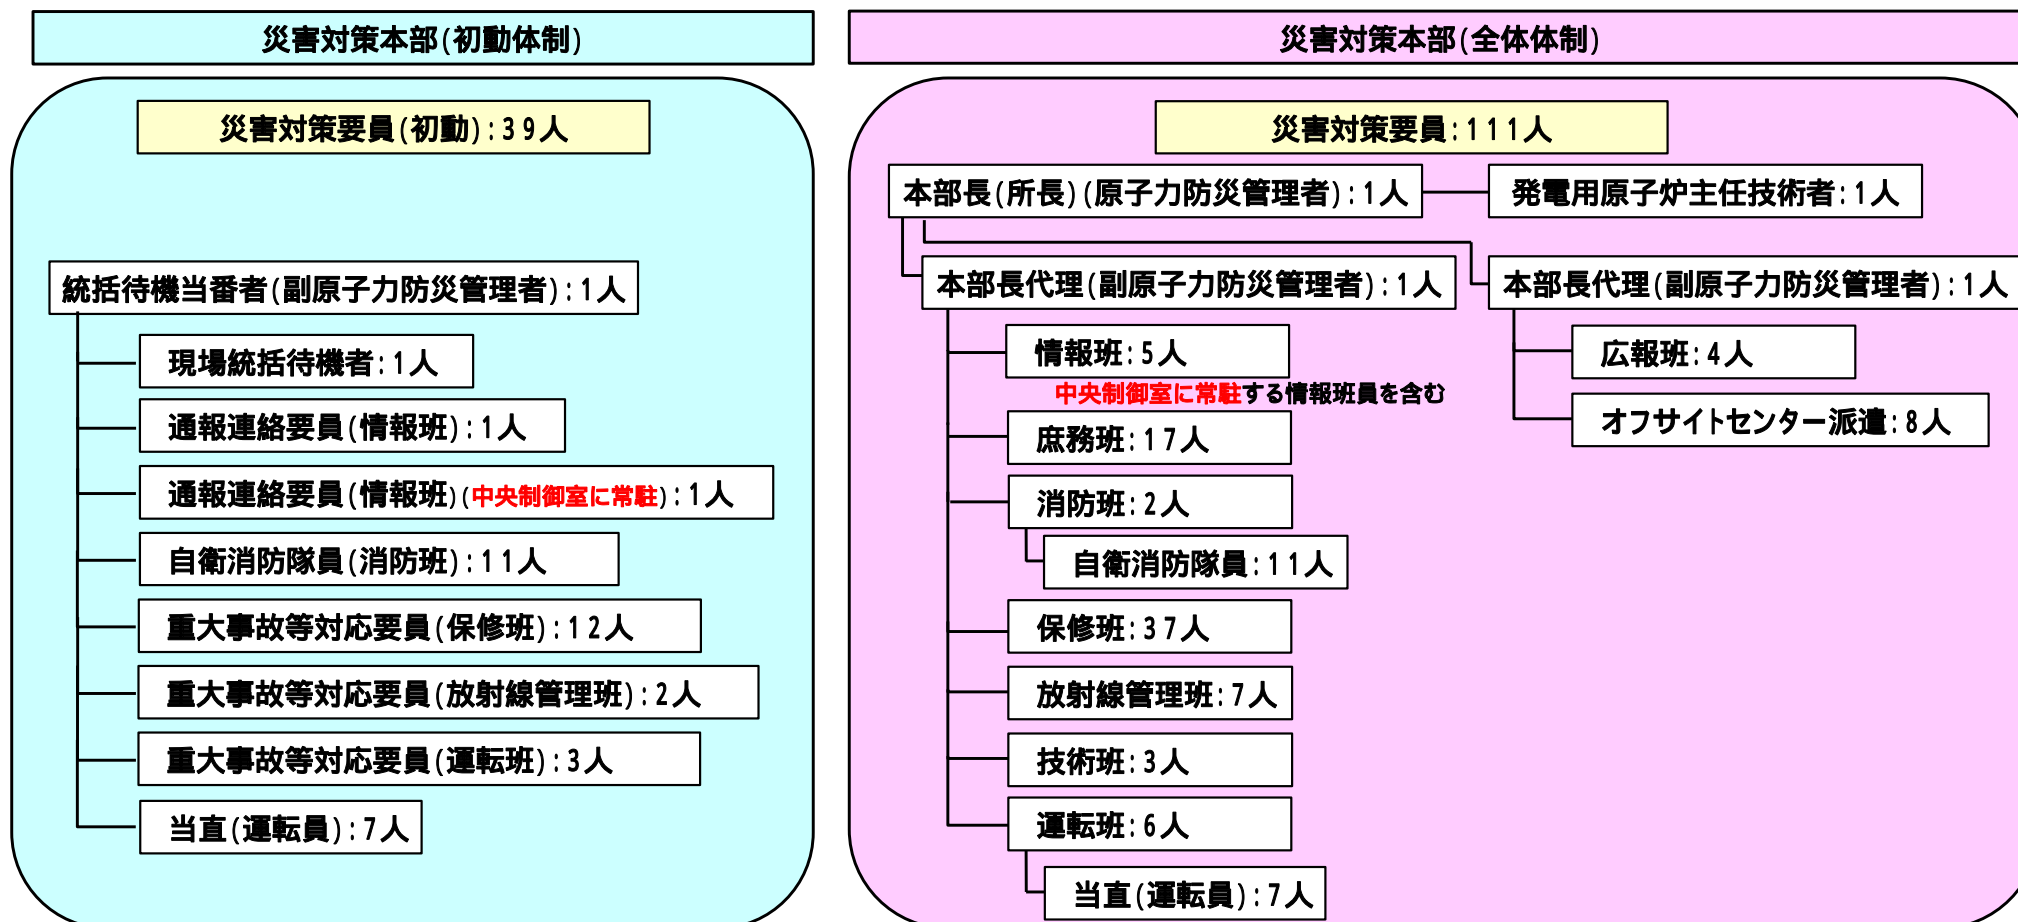 災害対策本部(初動体制)
災害対策要員(初動):39人
統括待機当番者(副原子力防災管理者):1人
現場統括待機者:1人
通報連絡要員(情報班):1人
通報連絡要員(情報班)(中央制御室に常駐):1人
自衛消防隊員(消防班):11人
重大事故等対応要員(保修班):12人
重大事故等対応要員(放射線管理班):2人
重大事故等対応要員(運転班):3人
当直(運転員):7人
災害対策本部(全体体制)
災害対策要員:111人
本部長(所長)(原子力防災管理者):1人
発電用原子炉主任技術者:1人
本部長代理(副原子力防災管理者):1人
情報班:5人
中央制御室に常駐する情報班員を含む
庶務班:17人
消防班:2人
自衛消防隊員:11人
保修班:37人
放射線管理班:7人
技術班:3人
運転班:6人
当直(運転員):7人
本部長代理(副原子力防災管理者):1人
広報班:4人
オフサイトセンター派遣:8人